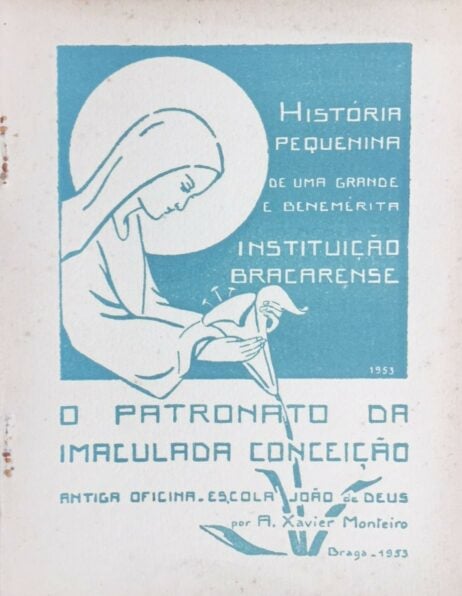 HISTÓRIA
PEQUENINA
DE UMA GRANDE
E BENEMÉRITA
INSTITUIÇÃO
BRACARENSE
1953
O PATRONATO DA
IMACULADA CONCEIÇÃO
ANTIGA OFICINA-ESCOLA JOÃO de DEUS
por A. Xavier Monteiro
Braga-1953